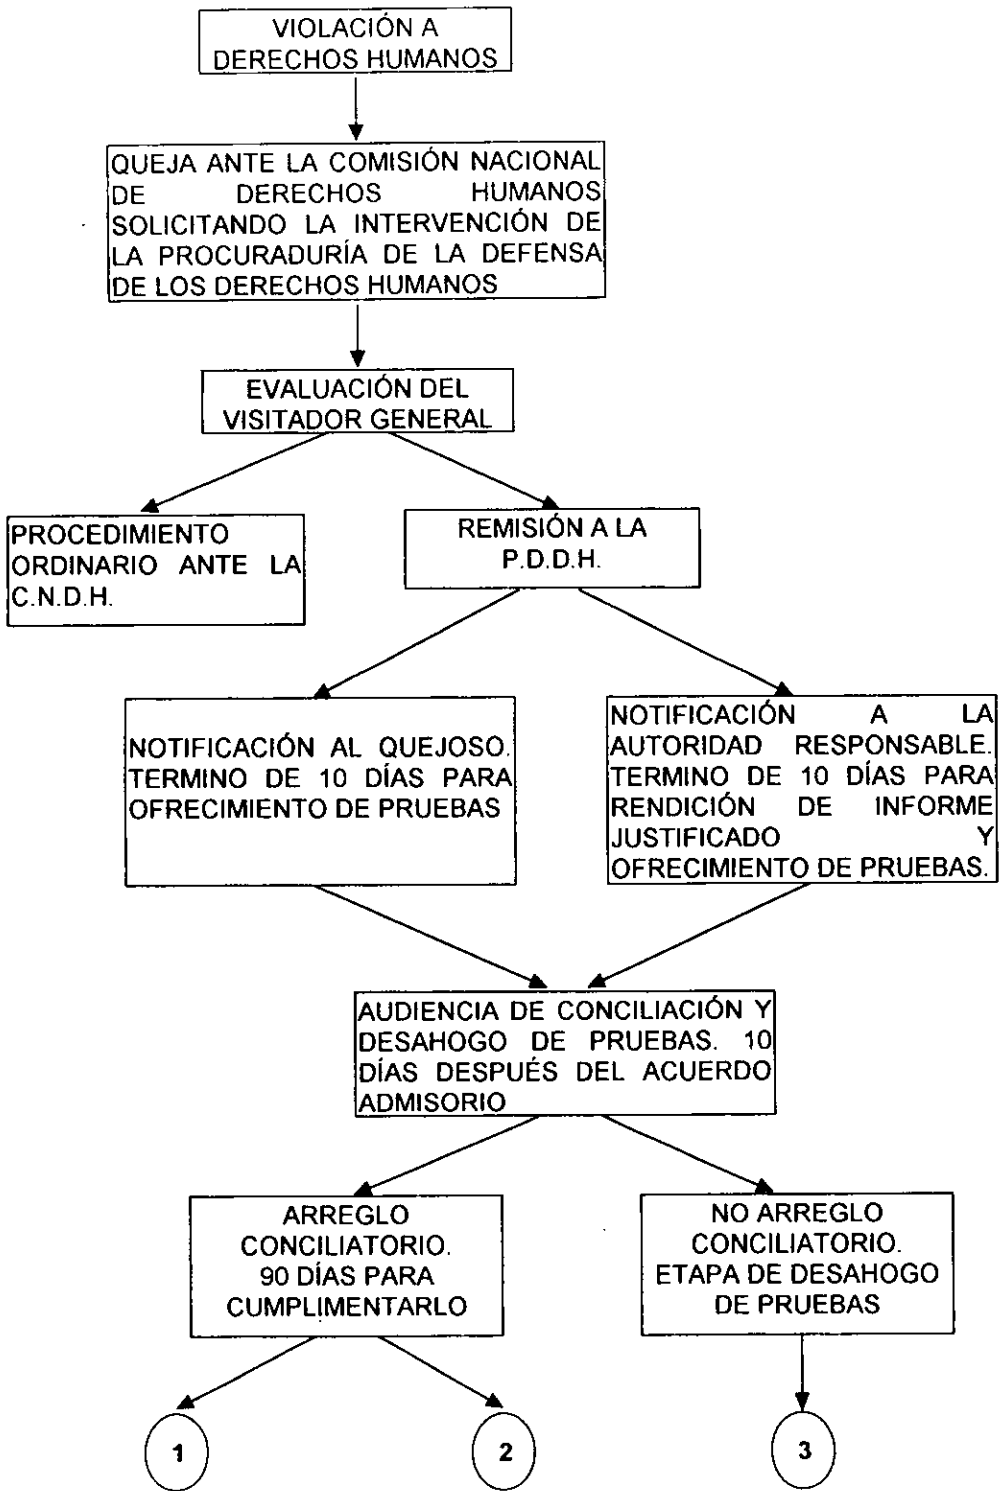 VIOLACIÓN A
DERECHOS HUMANOS
QUEJA ANTE LA COMISIÓN NACIONAL
DE DERECHOS HUMANOS
SOLICITANDO LA INTERVENCIÓN DE
LA PROCURADURÍA DE LA DEFENSA
DE LOS DERECHOS HUMANOS
EVALUACIÓN DEL
VISITADOR GENERAL
PROCEDIMIENTO
ORDINARIO ANTE LA
C.N.D.H.
REMISIÓN A LA
P.D.D.H.
NOTIFICACIÓN AL QUEJOSO.
TERMINO DE 10 DÍAS PARA
OFRECIMIENTO DE PRUEBAS
NOTIFICACIÓN A LA
AUTORIDAD RESPONSABLE.
TERMINO DE 10 DÍAS PARA
RENDICIÓN DE INFORME
JUSTIFICADO Y
OFRECIMIENTO DE PRUEBAS.
AUDIENCIA DE CONCILIACIÓN Y
DESAHOGO DE PRUEBAS. 10
DÍAS DESPUÉS DEL ACUERDO
ADMISORIO
ARREGLO
CONCILIATORIO.
90 DÍAS PARA
CUMPLIMENTARLO
NO ARREGLO
CONCILIATORIO.
ETAPA DE DESAHOGO
DE PRUEBAS
1
2
3